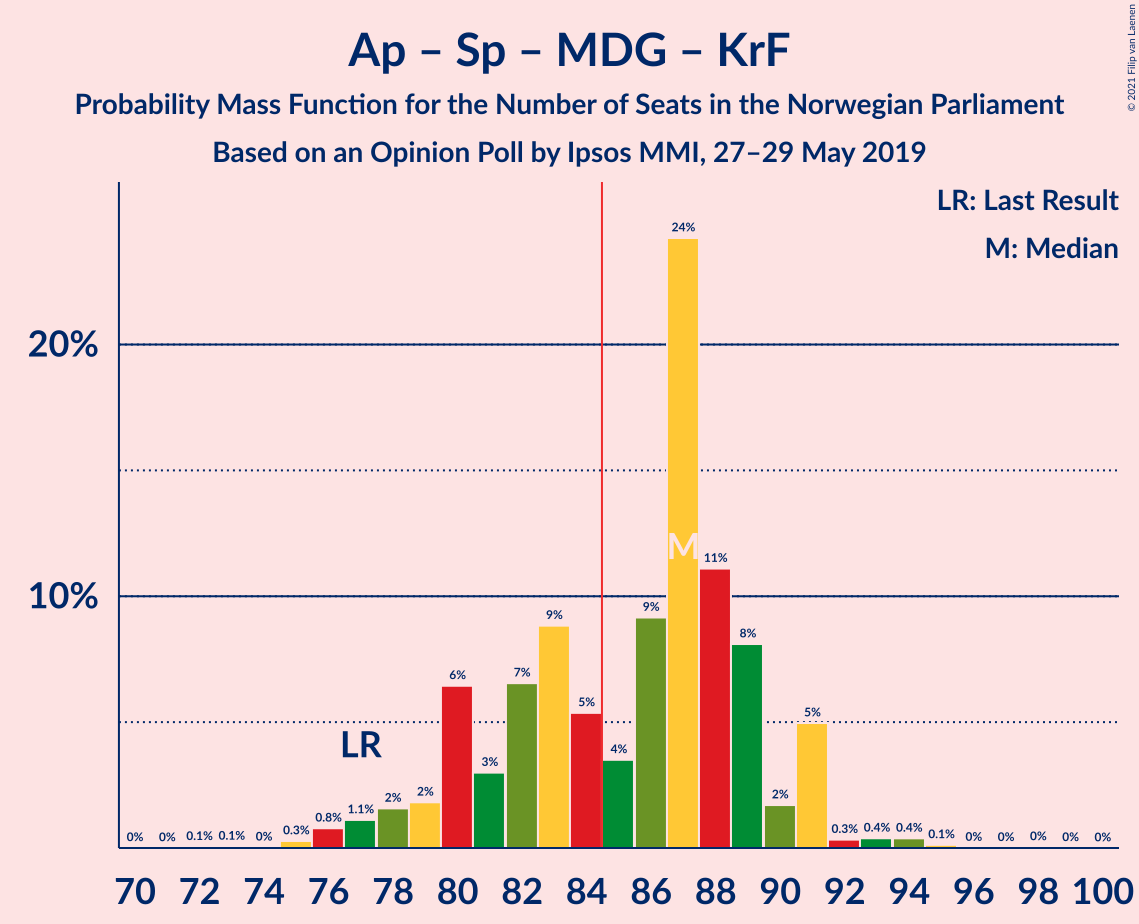 Ap – Sp – MDG – KrF
Probability Mass Function for the Number of Seats in the Norwegian Parliament
Based on an Opinion Poll by Ipsos MMI, 27–29 May 2019
© 2021 Filip van Laenen
LR: Last Result
M: Median
24%
20%
M
11%
10%
9%
9%
8%
7%
6%
5%
5%
4%
3%
LR
2%
2%
2%
1.1%
0.8%
0.3%
0.3%
0.4%
0.4%
0% 0% 0.1% 0.1% 0% 0.1% 0% 0% 0% 0% 0%
70 72 74 76 78 80 82 84 86 88 90 92 94 96 98 100